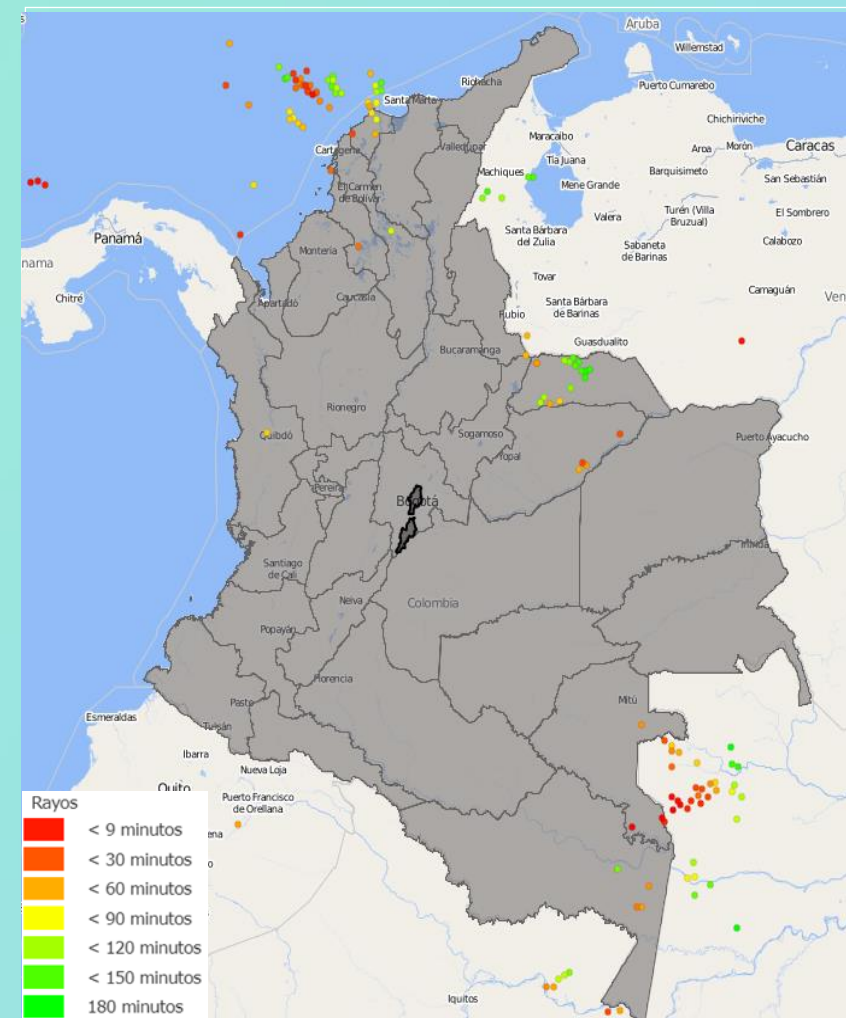 Aruba
Willemstad
Riohacha
Puerto Cumarebo
Santa Marta
Chichiriviche
Maracaibo
Cartagena
Valledupar
Tia Juana
Aroa
Morón
Caracas
Machiques
Barquisimeto
El Carmen
de Bolívar
Mene Grande
San Sebastián
Panamá
Valera
Turén (Villa
Bruzual)
El Sombrero
Santa Bárbara
del Zulia
Montería
Sabaneta
de Barinas
Calabozo
nama
Tovar
Chitré
Apartadó
Caucasia
Santa Bárbara
de Barinas
Camaguán
Ven
Rubio
Guasdualito
Bucaramanga
Rionegro
Quibdó
Sogamoso
Puerto Ayacucho
Yopal
Pereira
Bogotá
Inírida
Santiago
de Cali
Neiva
Colombia
Popayán
Florencia
Mitú
Pasto
Esmeraldas
Tulcán
Ibarra
Nueva Loja
Quito
Puerto Francisco
de Orellana
Rayos
< 9 minutos
< 30 minutos
< 60 minutos
< 90 minutos
< 120 minutos
< 150 minutos
180 minutos
Iquitos